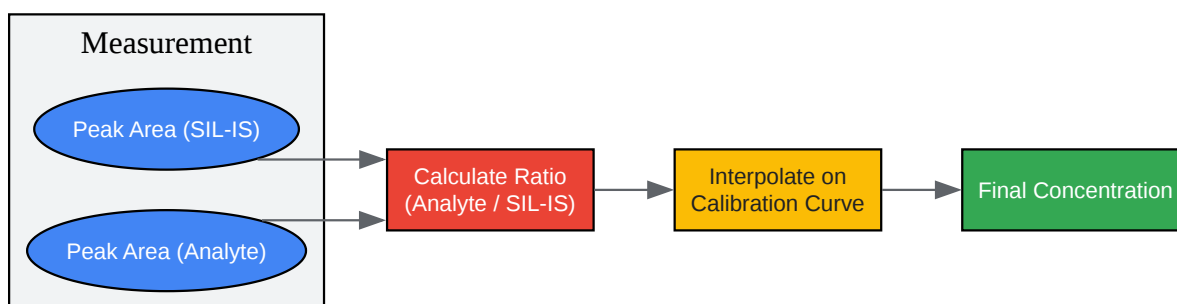 Measurement
Peak Area (SIL-IS)
Peak Area (Analyte)
Calculate Ratio
(Analyte / SIL-IS)
Interpolate on
Calibration Curve
Final Concentration